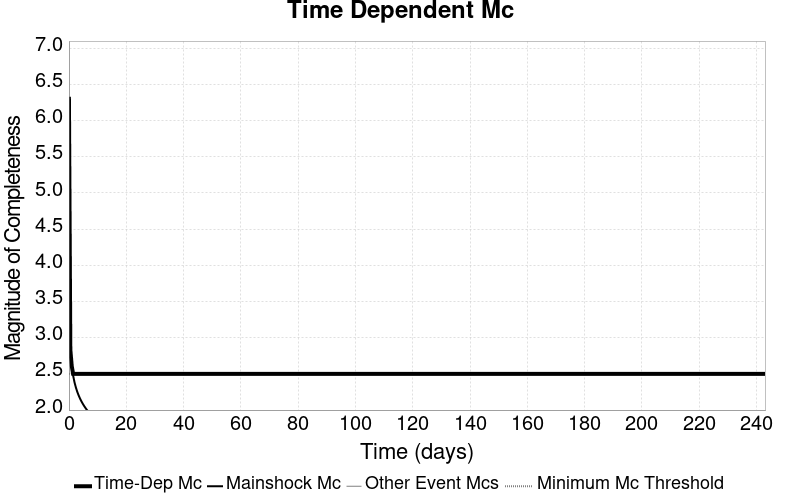 Time Dependent Mc
7.0
6.5
6.0
5.5
5.0
4.5
4.0
3.5
3.0
2.5
2.0
Magnitude of Completeness
0 20 40 60 80 100 120 140 160 180 200 220 240
Time (days)
Time-Dep Mc Mainshock Mc Other Event Mcs Minimum Mc Threshold